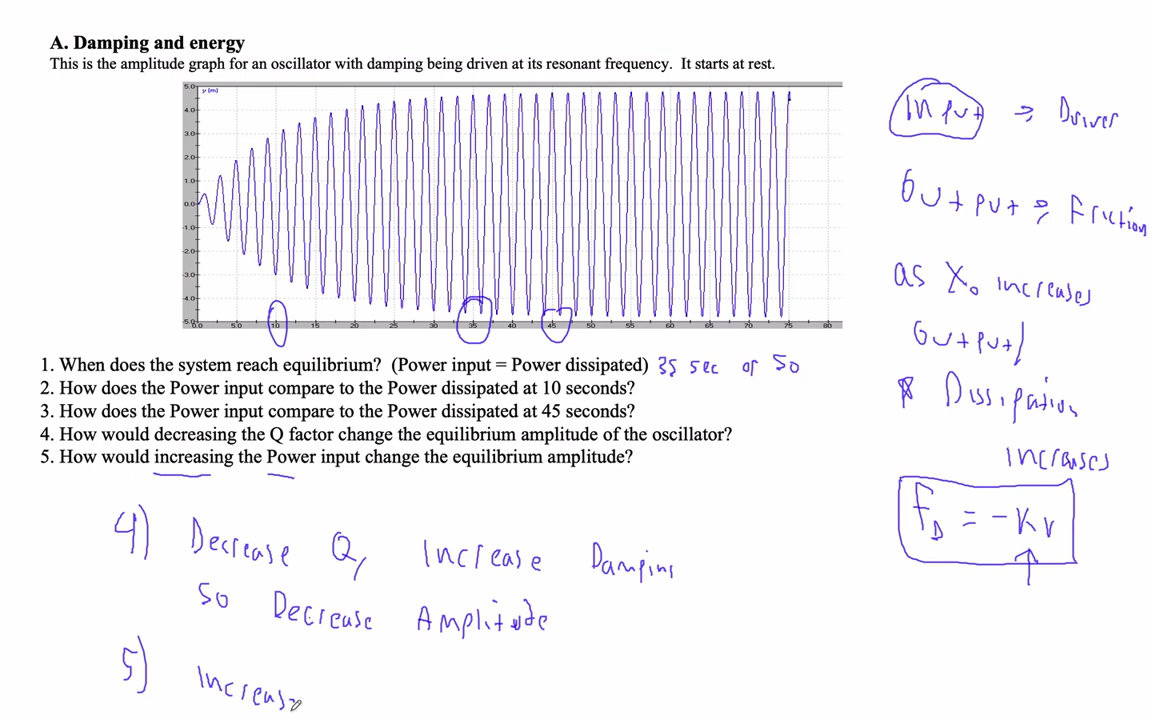 A. Damping and energy
This is the amplitude graph for an oscillator with damping being driven at its resonant frequency. It starts at rest.
5.0 y (m)
4.0
3.0
2.0
1.0
0.0
-1.0
-2.0
-3.0
-4.0
-5.0
0.0 5.0 10 15 20 25 30 35 40 45 50 55 60 65 70 75 80
1. When does the system reach equilibrium? (Power input = Power dissipated) 35 sec or so
2. How does the Power input compare to the Power dissipated at 10 seconds?
3. How does the Power input compare to the Power dissipated at 45 seconds?
4. How would decreasing the Q factor change the equilibrium amplitude of the oscillator?
5. How would increasing the Power input change the equilibrium amplitude?
4) Decrease Q, Increase Damping
so Decrease Amplitude
5) Increase
Input ⇒ Driver
Output ⇒ Friction
as X₀ increases
Output/
Dissipation
Increases
F_D = -Kv